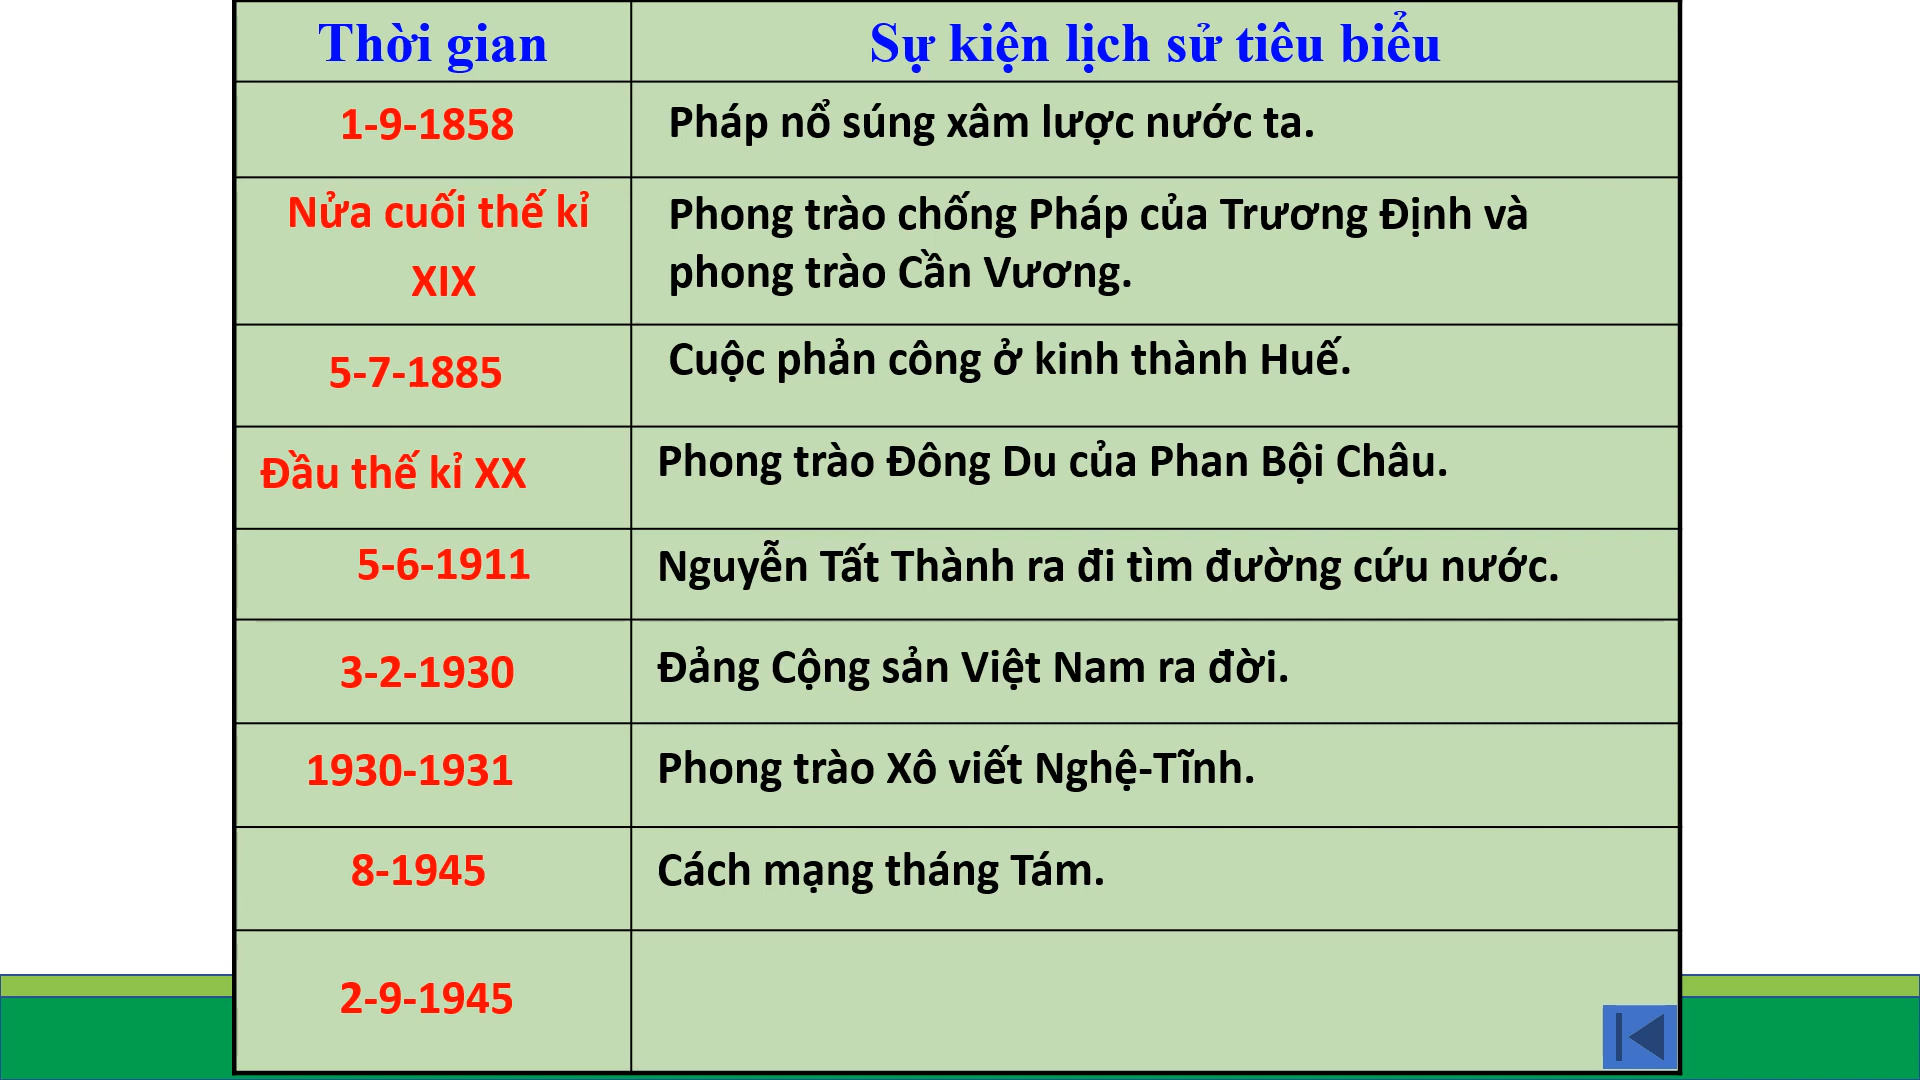 Thời gian
Sự kiện lịch sử tiêu biểu
1-9-1858
Pháp nổ súng xâm lược nước ta.
Nửa cuối thế kỉ
XIX
Phong trào chống Pháp của Trương Định và
phong trào Cần Vương.
5-7-1885
Cuộc phản công ở kinh thành Huế.
Đầu thế kỉ XX
Phong trào Đông Du của Phan Bội Châu.
5-6-1911
Nguyễn Tất Thành ra đi tìm đường cứu nước.
3-2-1930
Đảng Cộng sản Việt Nam ra đời.
1930-1931
Phong trào Xô viết Nghệ-Tĩnh.
8-1945
Cách mạng tháng Tám.
2-9-1945